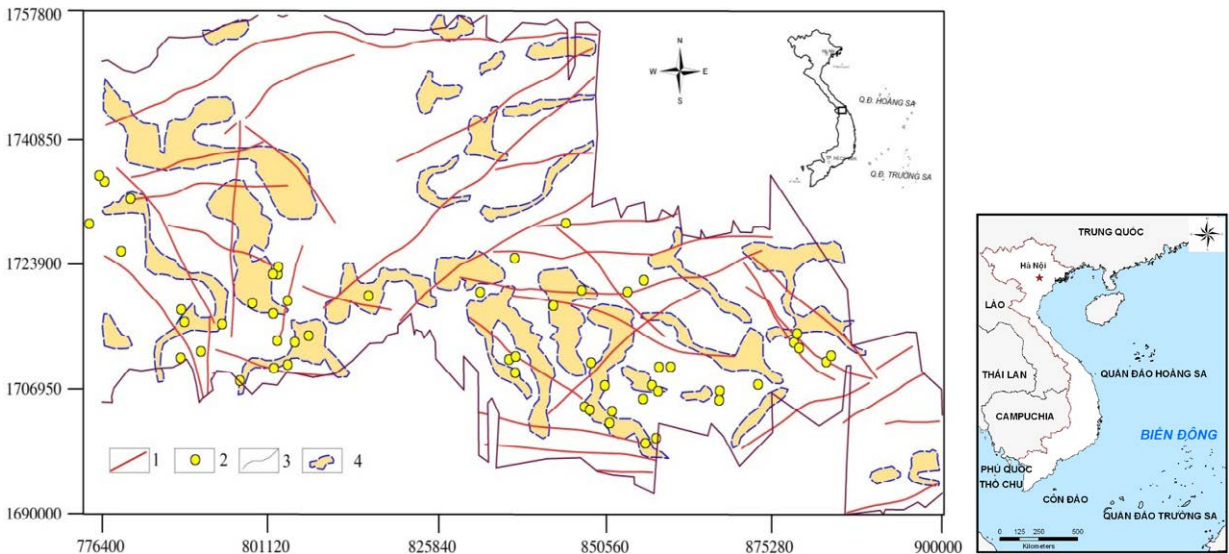 1757800
1740850
1723900
1706950
1690000
776400
801120
825840
850560
875280
900000
N
W E
S
Q.Đ. HOÀNG SA
Q.Đ. TRƯỜNG SA
1
2
3
4
TRUNG QUỐC
Hà Nội
LÀO
THÁI LAN
QUẦN ĐẢO HOÀNG SA
CAMPUCHIA
BIỂN ĐÔNG
PHÚ QUỐC
THỔ CHU
CÔN ĐẢO
QUẦN ĐẢO TRƯỜNG SA
0 125 250 500
Kilometers